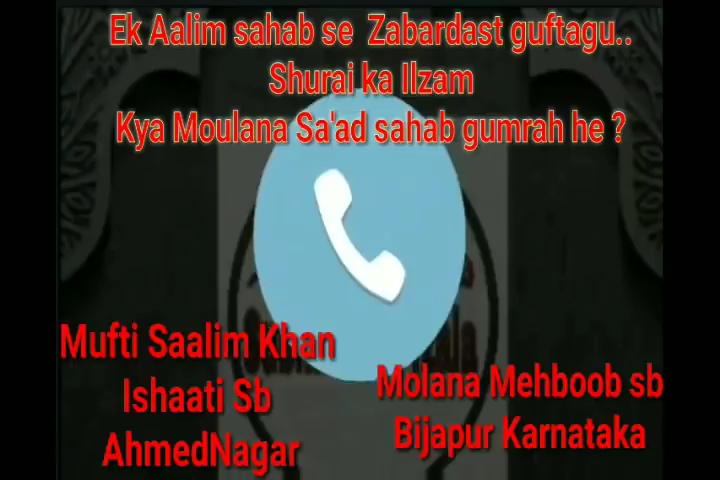 Ek Aalim sahab se Zabardast guftagu..
Shurai ka Ilzam
Kya Moulana Sa'ad sahab gumrah he ?
Mufti Saalim Khan
Ishaati Sb
AhmedNagar
Molana Mehboob sb
Bijapur Karnataka